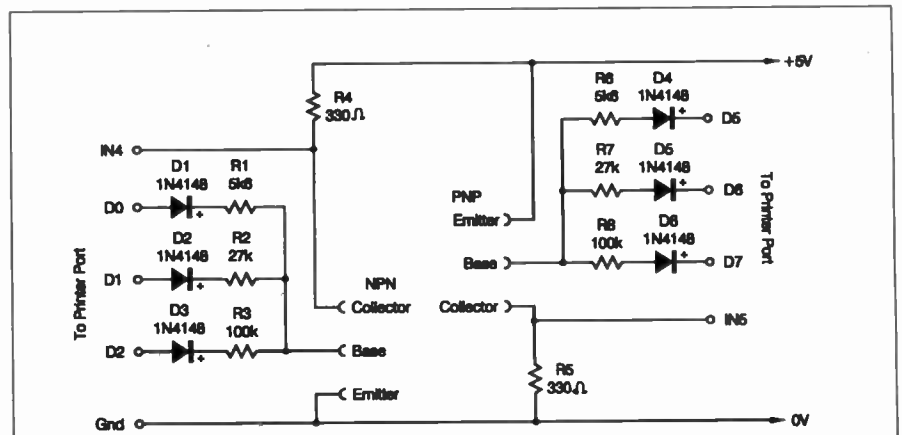 +5V
R4
330Ω
IN4
D1
1N4148
R1
5k6
D0
+
D2
1N4148
R2
27k
D1
+
D3
1N4148
R3
100k
D2
+
To Printer Port
NPN
Collector
Base
Emitter
Gnd
PNP
Emitter
Base
Collector
R6
5k6
D4
1N4148
+
D5
R7
27k
D5
1N4148
+
D6
R8
100k
D6
1N4148
+
D7
To Printer Port
IN5
R5
330Ω
0V